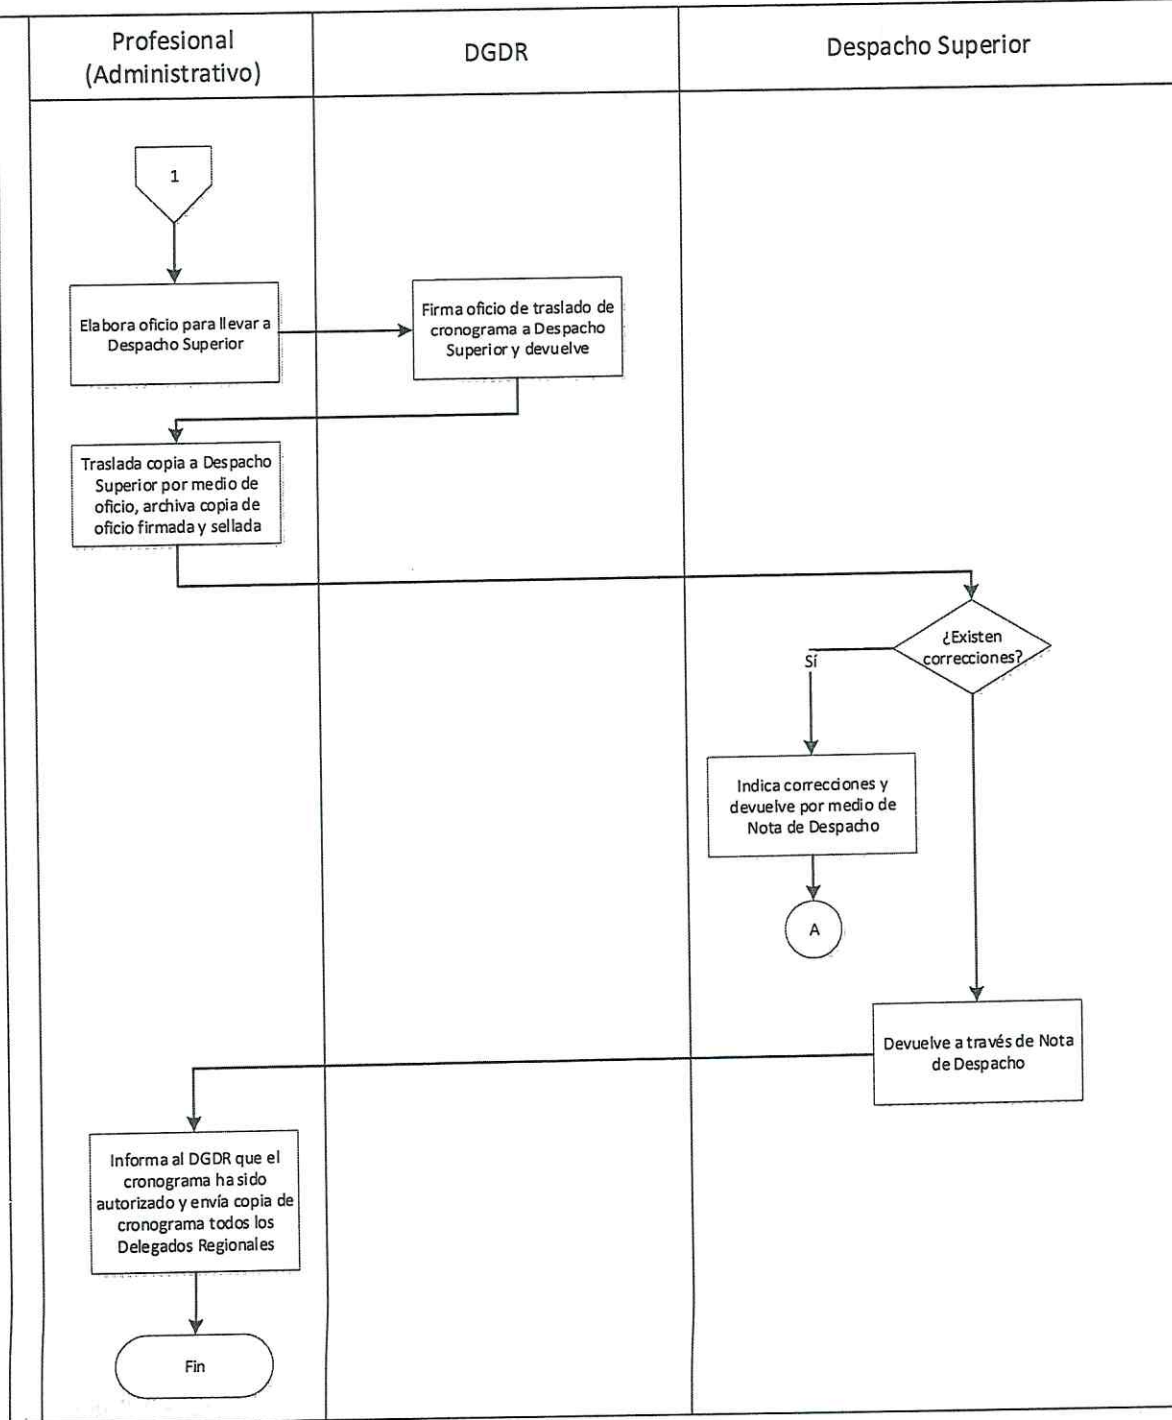 Profesional
(Administrativo)
DGDR
Despacho Superior
1
Elabora oficio para llevar a
Despacho Superior
Firma oficio de traslado de
cronograma a Despacho
Superior y devuelve
Traslada copia a Despacho
Superior por medio de
oficio, archiva copia de
oficio firmada y sellada
¿Existen
correcciones?
Sí
Indica correcciones y
devuelve por medio de
Nota de Despacho
A
Devuelve a través de Nota
de Despacho
Informa al DGDR que el
cronograma ha sido
autorizado y envía copia de
cronograma todos los
Delegados Regionales
Fin